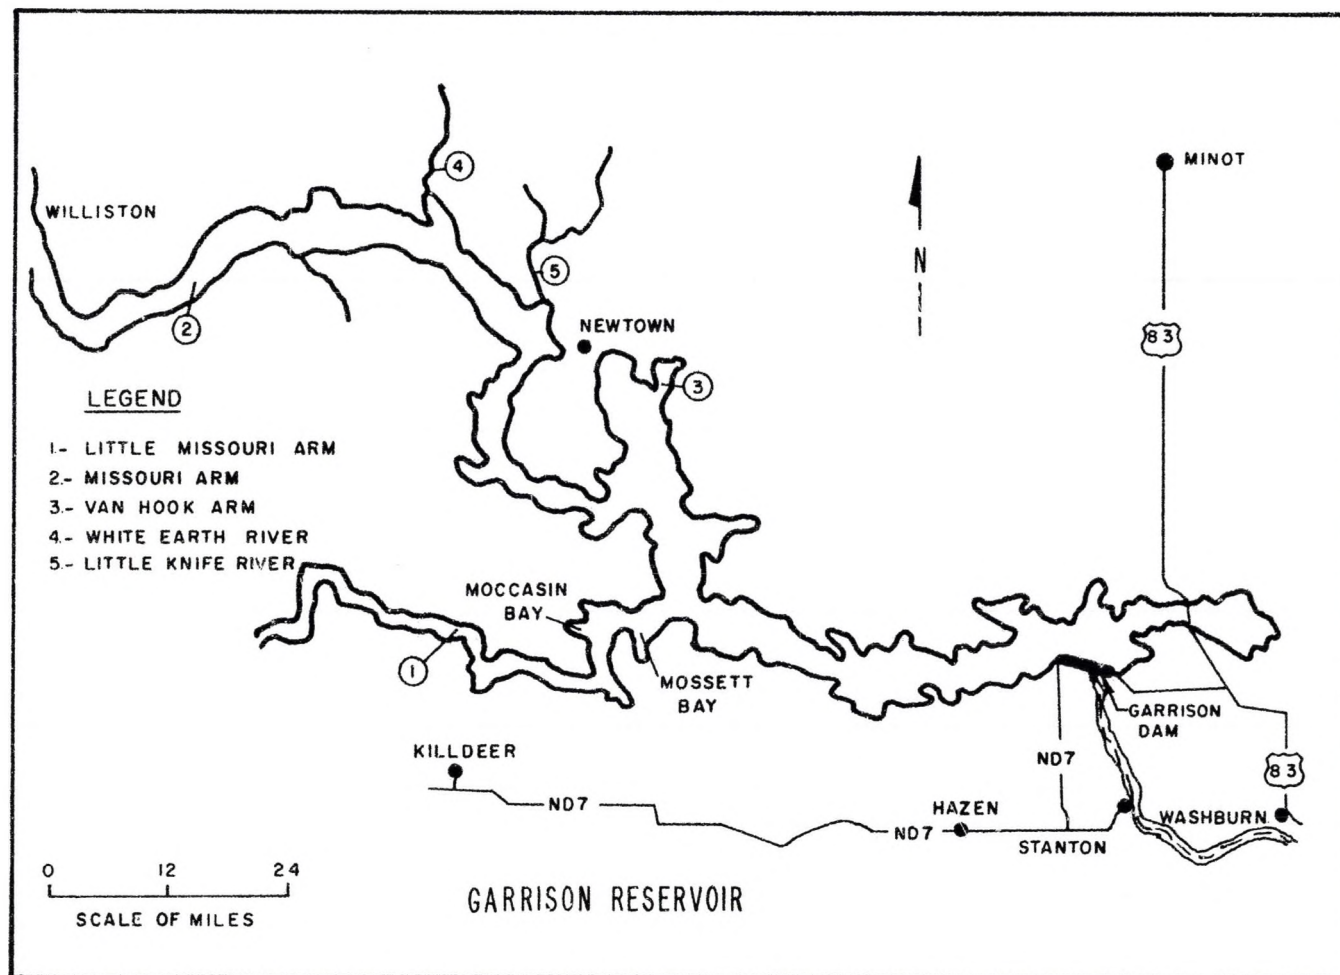 4
MINOT
WILLISTON
5
N
2
NEWTOWN
83
3
LEGEND
1.- LITTLE MISSOURI ARM
2.- MISSOURI ARM
3.- VAN HOOK ARM
4.- WHITE EARTH RIVER
5.- LITTLE KNIFE RIVER
MOCCASIN
BAY
1
MOSSETT
BAY
GARRISON
DAM
KILLDEER
ND7
83
ND7
HAZEN
ND7
STANTON
WASHBURN
0 12 24
SCALE OF MILES
GARRISON RESERVOIR